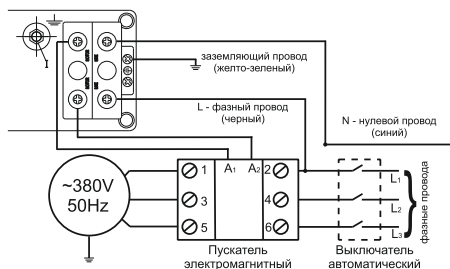 заземляющий провод
(желто-зеленый)
L - фазный провод
(черный)
N - нулевой провод
(синий)
1 A1 A2 2
3 4
5 6
~380V
50Hz
L1
L2
L3
фазные провода
Пускатель
электромагнитный
Выключатель
автоматический